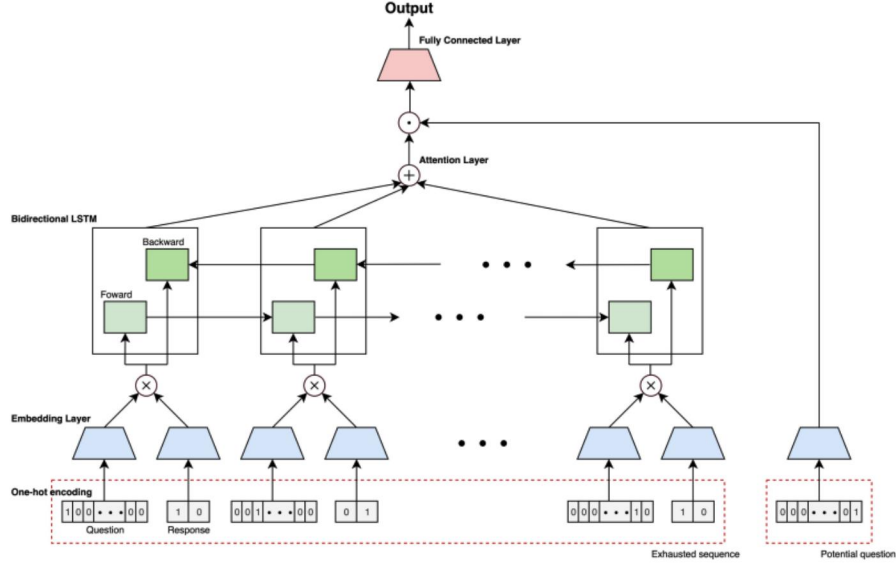 Output
Fully Connected Layer
Attention Layer
Bidirectional LSTM
Backward
Foward
Embedding Layer
One-hot encoding
1 0 0 • • • 0 0
1 0
0 0 1 • • • 0 0
0 1
0 0 0 • • • 1 0
1 0
0 0 0 • • • 0 1
Question
Response
Exhausted sequence
Potential question